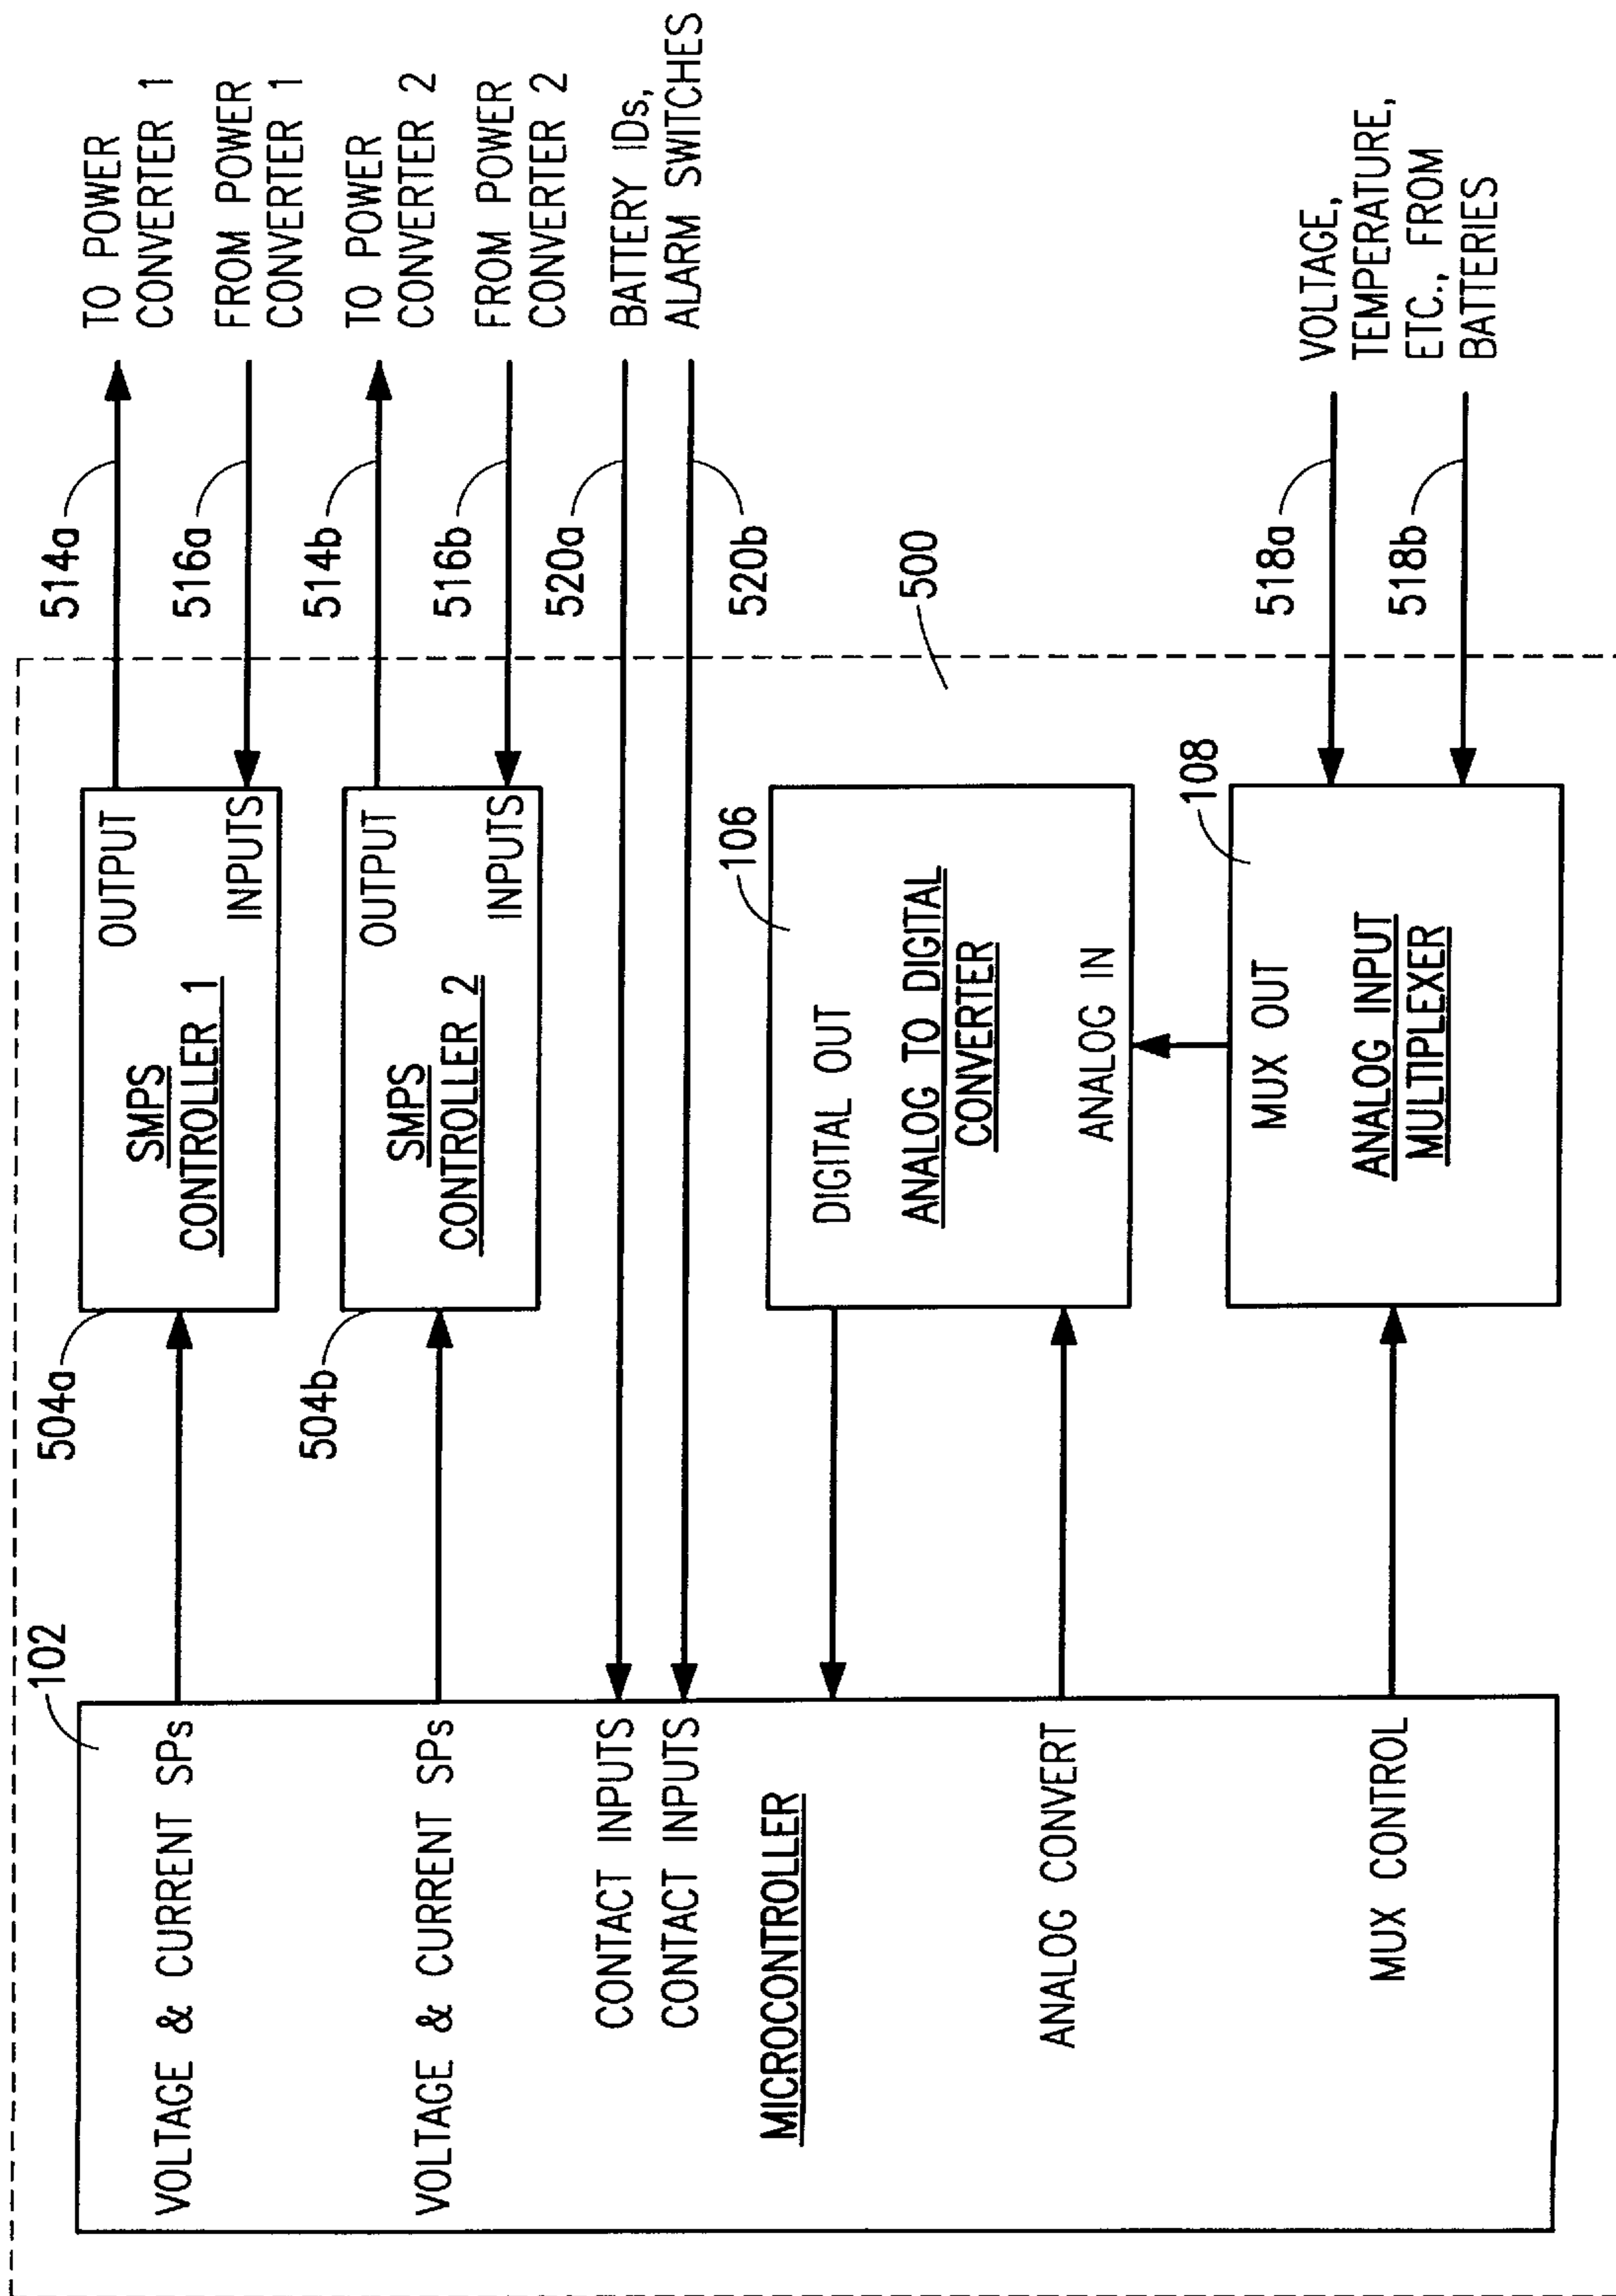 102
VOLTAGE & CURRENT SPs
VOLTAGE & CURRENT SPs
CONTACT INPUTS
CONTACT INPUTS
MICROCONTROLLER
ANALOG CONVERT
MUX CONTROL
504a
SMPS
CONTROLLER 1
OUTPUT
INPUTS
504b
SMPS
CONTROLLER 2
OUTPUT
INPUTS
106
DIGITAL OUT
ANALOG TO DIGITAL
CONVERTER
ANALOG IN
108
MUX OUT
ANALOG INPUT
MULTIPLEXER
500
514a
TO POWER
CONVERTER 1
516a
FROM POWER
CONVERTER 1
514b
TO POWER
CONVERTER 2
516b
FROM POWER
CONVERTER 2
520a
BATTERY IDs,
ALARM SWITCHES
520b
518a
VOLTAGE,
TEMPERATURE,
ETC., FROM
BATTERIES
518b